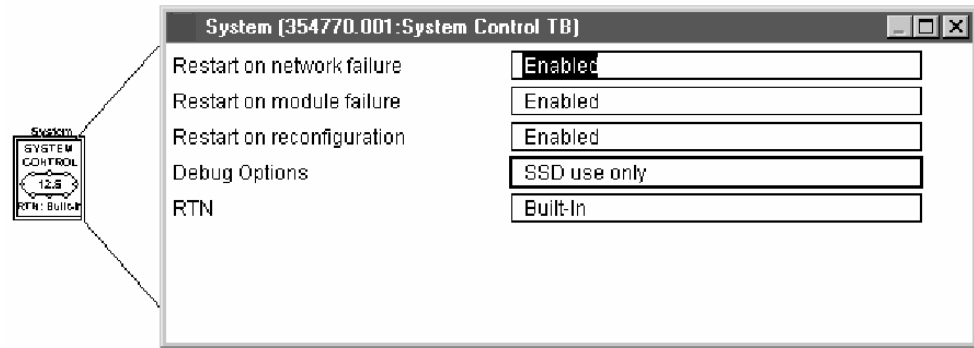 System (354770.001:System Control TB)
Restart on network failure Enabled
Restart on module failure Enabled
Restart on reconfiguration Enabled
Debug Options SSD use only
RTN Built-In
System
SYSTEM
CONTROL
12.5
RTN: Built-In